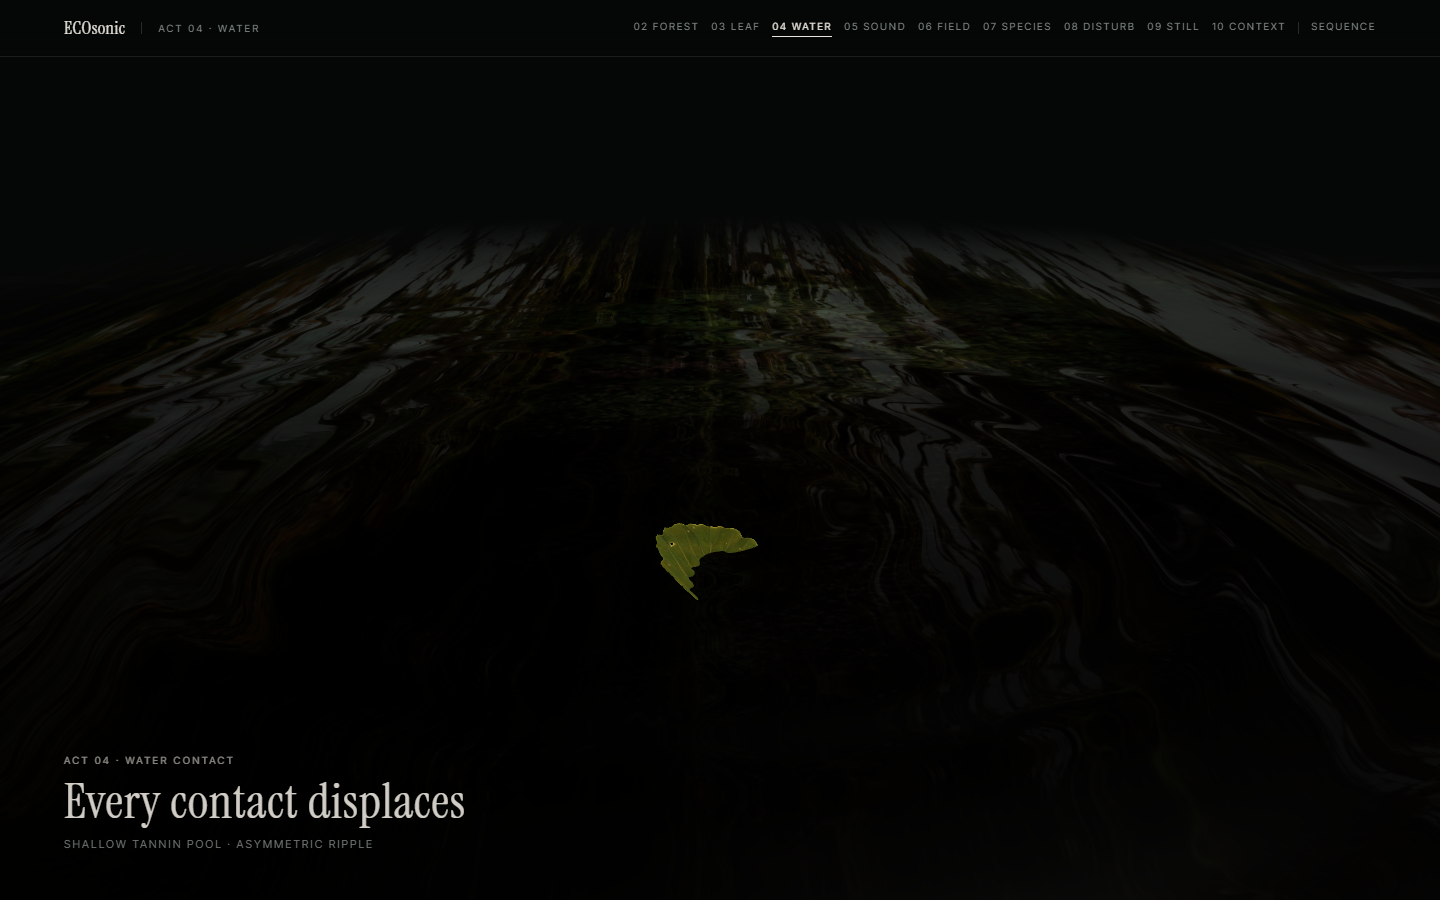 ECOsonic ACT 04 · WATER 02 FOREST 03 LEAF 04 WATER 05 SOUND 06 FIELD 07 SPECIES 08 DISTURB 09 STILL 10 CONTEXT SEQUENCE
ACT 04 · WATER CONTACT
Every contact displaces
SHALLOW TANNIN POOL · ASYMMETRIC RIPPLE